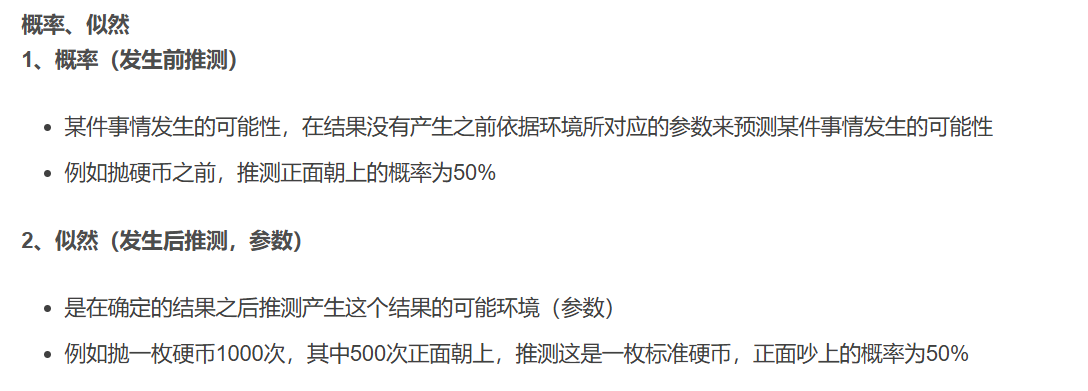 概率、似然
1、概率（发生前推测）
某件事情发生的可能性，在结果没有产生之前依据环境所对应的参数来预测某件事情发生的可能性
例如抛硬币之前，推测正面朝上的概率为50%
2、似然（发生后推测，参数）
是在确定的结果之后推测产生这个结果的可能环境（参数）
例如抛一枚硬币1000次，其中500次正面朝上，推测这是一枚标准硬币，正面吵上的概率为50%